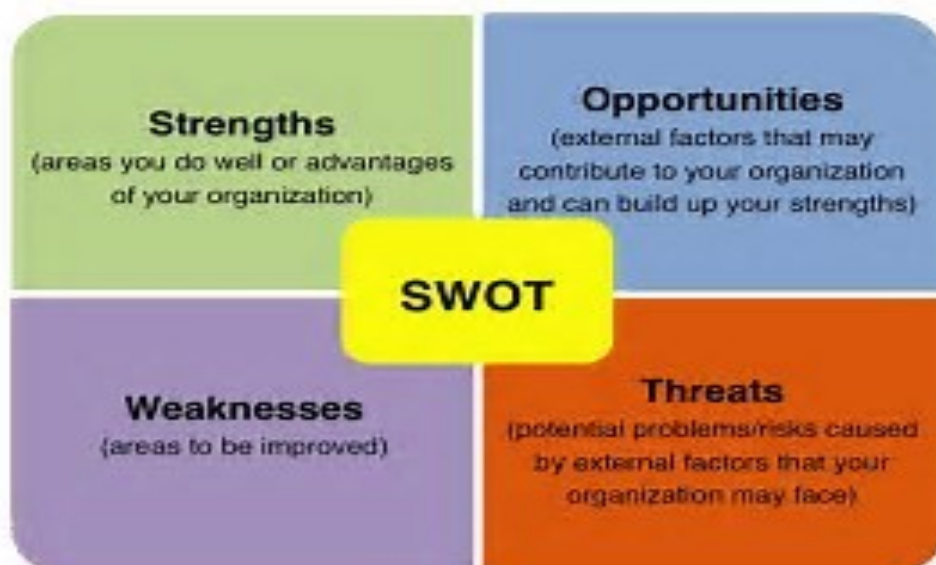 Strengths
(areas you do well or advantages
of your organization)
Opportunities
(external factors that may
contribute to your organization
and can build up your strengths)
SWOT
Weaknesses
(areas to be improved)
Threats
(potential problems/risks caused
by external factors that your
organization may face)